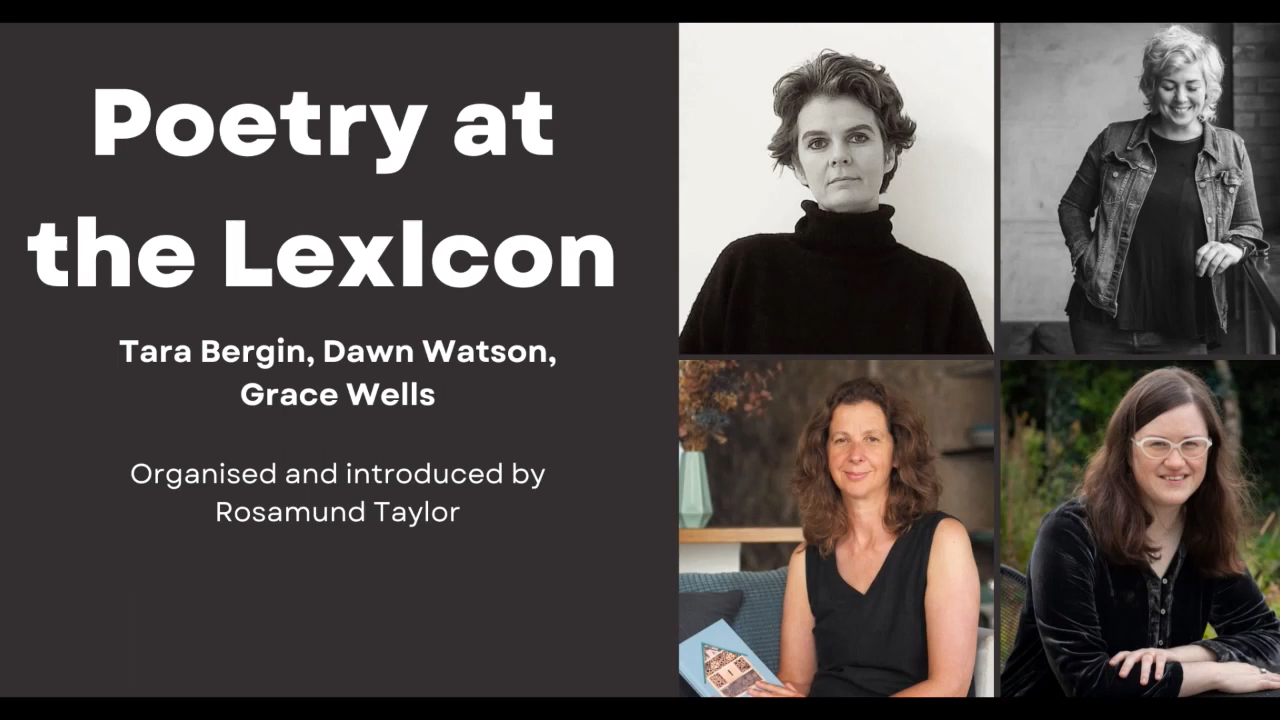 Poetry at
the LexIcon
Tara Bergin, Dawn Watson,
Grace Wells
Organised and introduced by
Rosamund Taylor